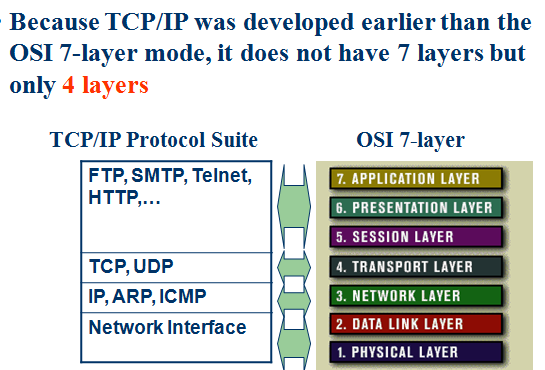 Because TCP/IP was developed earlier than the
OSI 7-layer mode, it does not have 7 layers but
only 4 layers
TCP/IP Protocol Suite
OSI 7-layer
FTP, SMTP, Telnet,
HTTP,...
TCP, UDP
IP, ARP, ICMP
Network Interface
7. APPLICATION LAYER
6. PRESENTATION LAYER
5. SESSION LAYER
4. TRANSPORT LAYER
3. NETWORK LAYER
2. DATA LINK LAYER
1. PHYSICAL LAYER